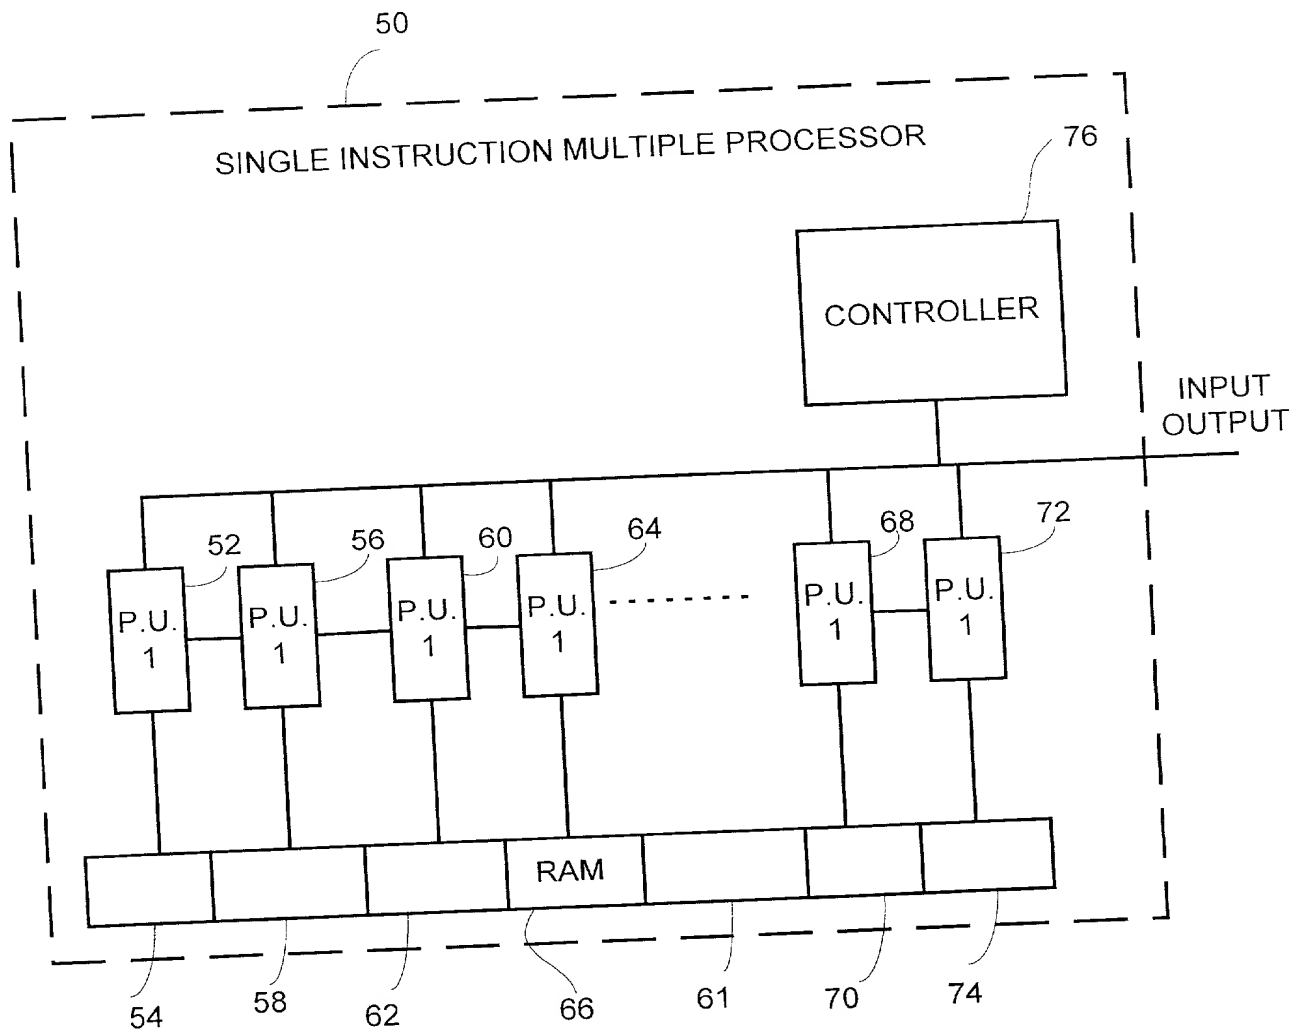 50
SINGLE INSTRUCTION MULTIPLE PROCESSOR
76
CONTROLLER
INPUT
OUTPUT
52
56
60
64
68
72
P.U.
1
P.U.
1
P.U.
1
P.U.
1
P.U.
1
P.U.
1
RAM
54
58
62
66
61
70
74